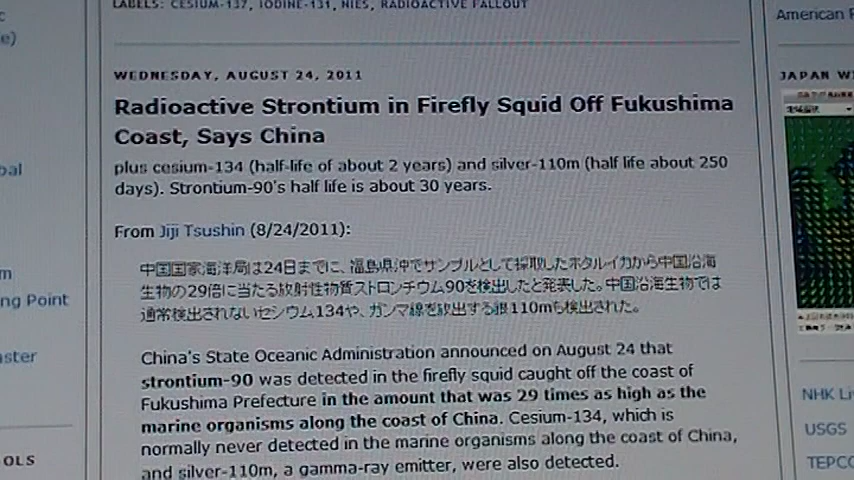 LABELS: CESIUM-137, IODINE-131, NIES, RADIOACTIVE FALLOUT
American
e)
WEDNESDAY, AUGUST 24, 2011
JAPAN
Radioactive Strontium in Firefly Squid Off Fukushima
Coast, Says China
plus cesium-134 (half-life of about 2 years) and silver-110m (half life about 250
days). Strontium-90's half life is about 30 years.
From Jiji Tsushin (8/24/2011):
中国国家海洋局は24日までに、福島県沖でサンプルとして採取したホタルイカから中国沿海
生物の29倍に当たる放射性物質ストロンチウム90を検出したと発表した。中国沿海生物では
通常検出されないセシウム134や、ガンマ線を放出する銀110mも検出された。
ng Point
China's State Oceanic Administration announced on August 24 that
strontium-90 was detected in the firefly squid caught off the coast of
Fukushima Prefecture in the amount that was 29 times as high as the
marine organisms along the coast of China. Cesium-134, which is
normally never detected in the marine organisms along the coast of China,
and silver-110m, a gamma-ray emitter, were also detected.
aster
NHK Li
USGS
TEPC
OLS